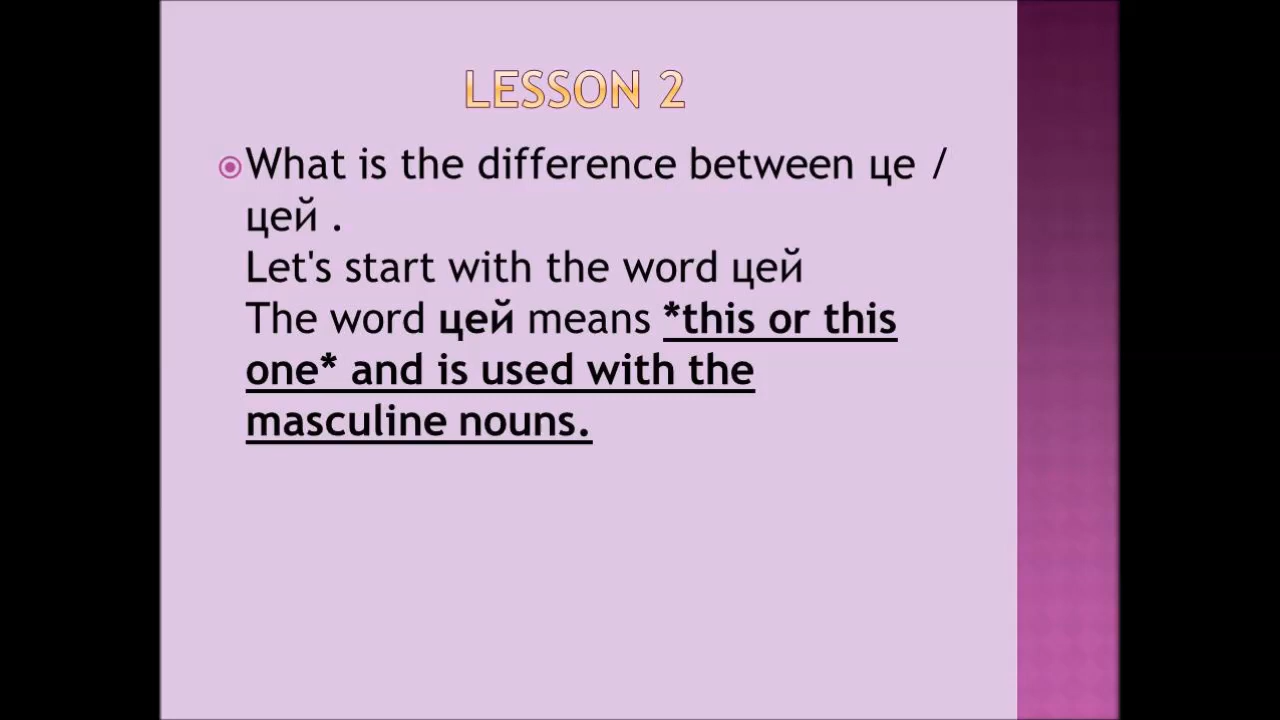 LESSON 2
What is the difference between це /
цей .
Let's start with the word цей
The word цей means *this or this
one* and is used with the
masculine nouns.